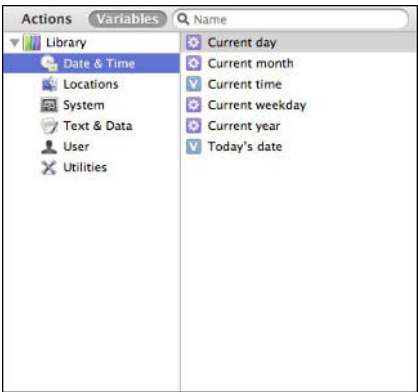 Actions Variables Name
Library
Date & Time
Locations
System
Text & Data
User
Utilities
Current day
Current month
V Current time
Current weekday
Current year
V Today's date